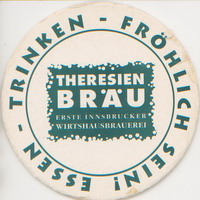 ESSEN - TRINKEN - FRÖHLICH SEIN!
THERESIEN
BRÄU
ERSTE INNSBRUCKER
WIRTSHAUSBRAUEREI